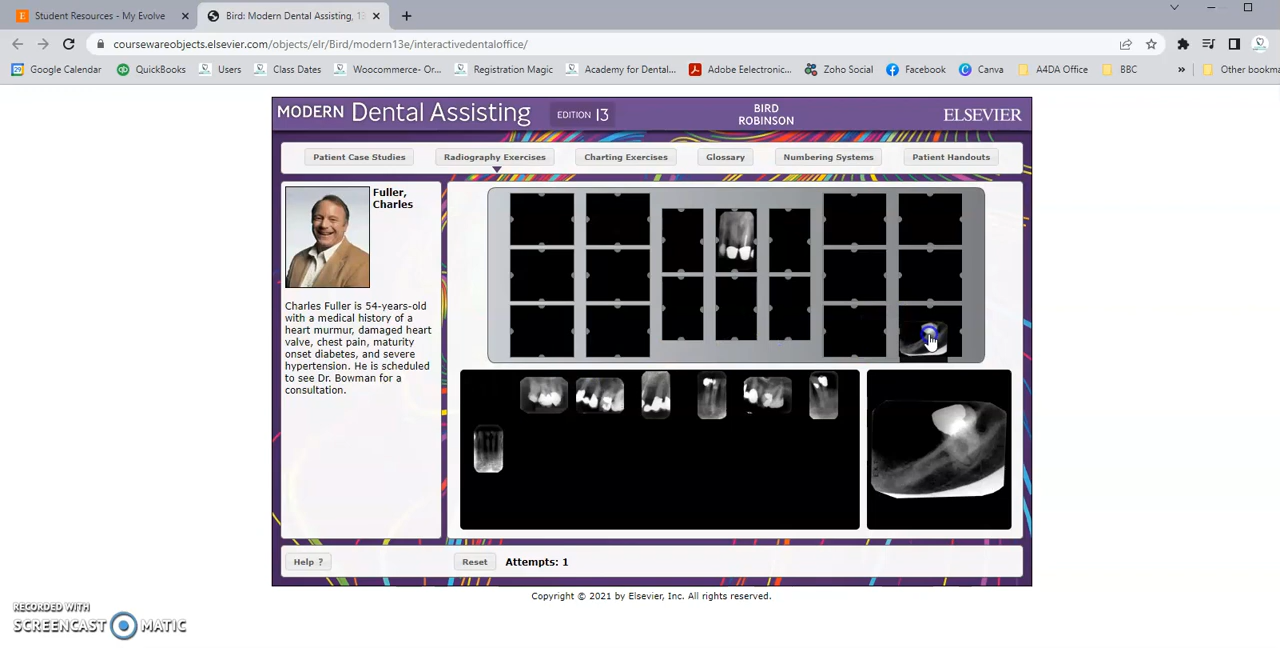 Student Resources - My Evolve
Bird: Modern Dental Assisting, 1
coursewareobjects.elsevier.com/objects/elr/Bird/modern13e/interactivedentaloffice/
Google Calendar
QuickBooks
Users
Class Dates
Woocommerce- Or...
Registration Magic
Academy for Dental...
Adobe Eelectronic...
Zoho Social
Facebook
Canva
A4DA Office
BBC
»
Other bookma
MODERN Dental Assisting EDITION 13
BIRD
ROBINSON
ELSEVIER
Patient Case Studies
Radiography Exercises
Charting Exercises
Glossary
Numbering Systems
Patient Handouts
Fuller,
Charles
Charles Fuller is 54-years-old
with a medical history of a
heart murmur, damaged heart
valve, chest pain, maturity
onset diabetes, and severe
hypertension. He is scheduled
to see Dr. Bowman for a
consultation.
Help ?
Reset
Attempts: 1
Copyright © 2021 by Elsevier, Inc. All rights reserved.
RECORDED WITH
SCREENCAST MATIC